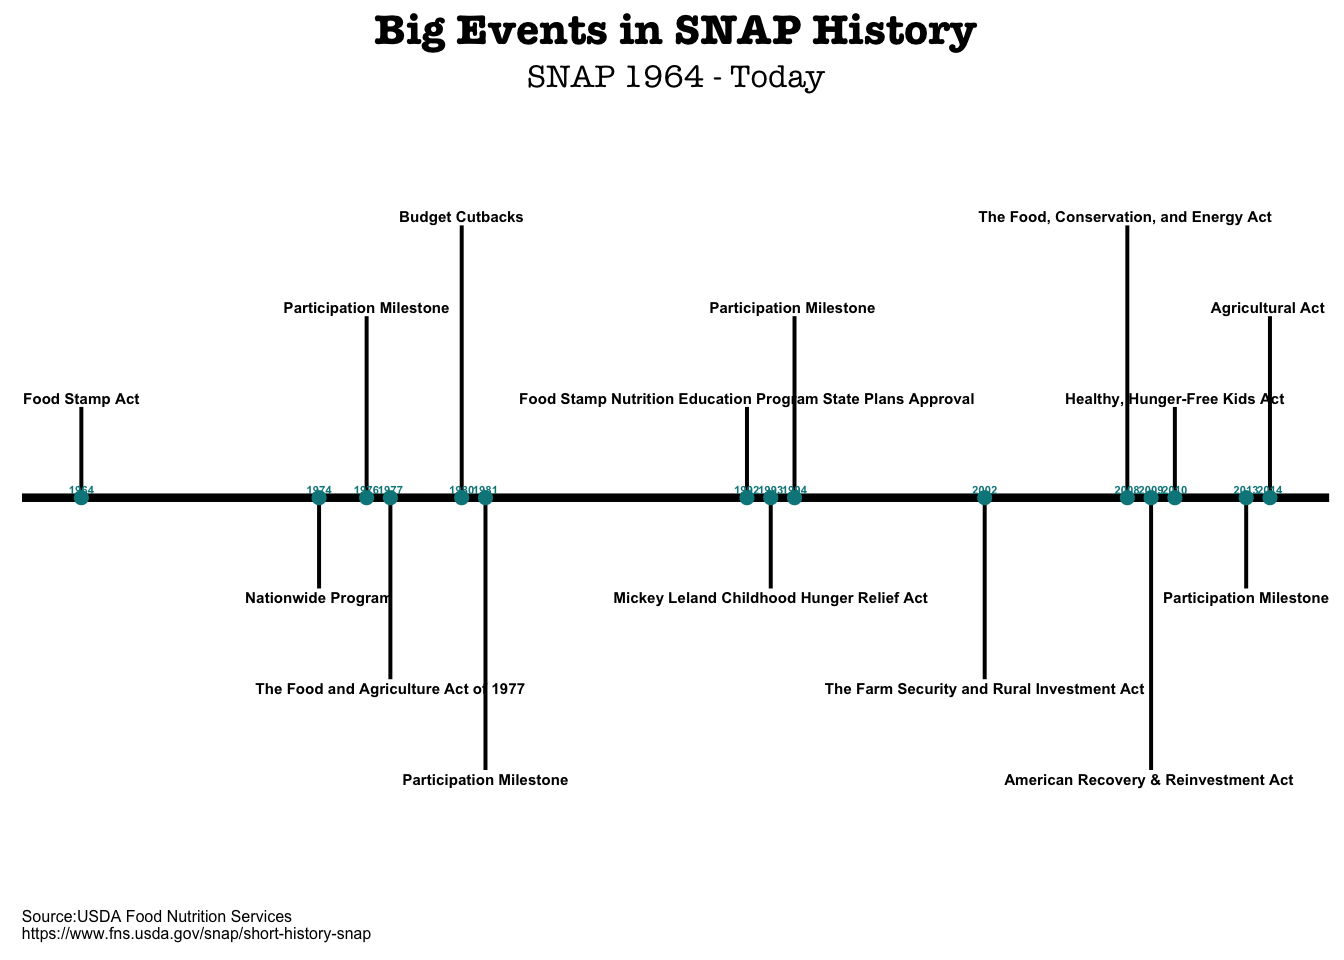 Big Events in SNAP History
SNAP 1964 - Today
Budget Cutbacks
The Food, Conservation, and Energy Act
Participation Milestone
Participation Milestone
Agricultural Act
Food Stamp Act
Food Stamp Nutrition Education Program State Plans Approval
Healthy, Hunger-Free Kids Act
1964 1974 1976 1977 1980 1981 1992 1993 1994 2002 2008 2009 2010 2013 2014
Nationwide Program
Mickey Leland Childhood Hunger Relief Act
Participation Milestone
The Food and Agriculture Act of 1977
The Farm Security and Rural Investment Act
Participation Milestone
American Recovery & Reinvestment Act
Source:USDA Food Nutrition Services
https://www.fns.usda.gov/snap/short-history-snap